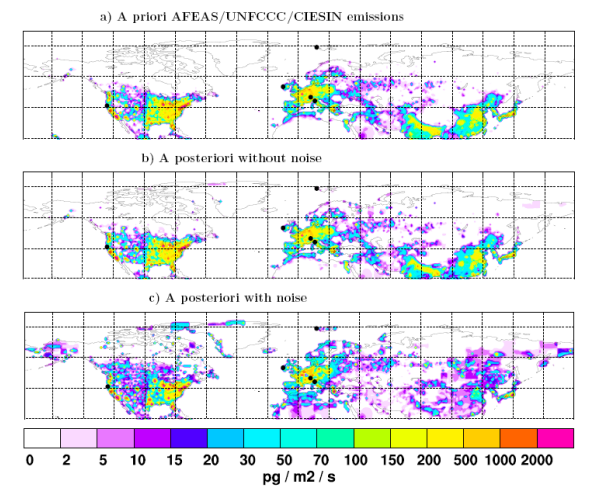 a) A priori AFEAS/UNFCCC/CIESIN emissions
b) A posteriori without noise
c) A posteriori with noise
0 2 5 10 15 20 30 50 70 100 150 200 500 1000 2000
pg / m2 / s